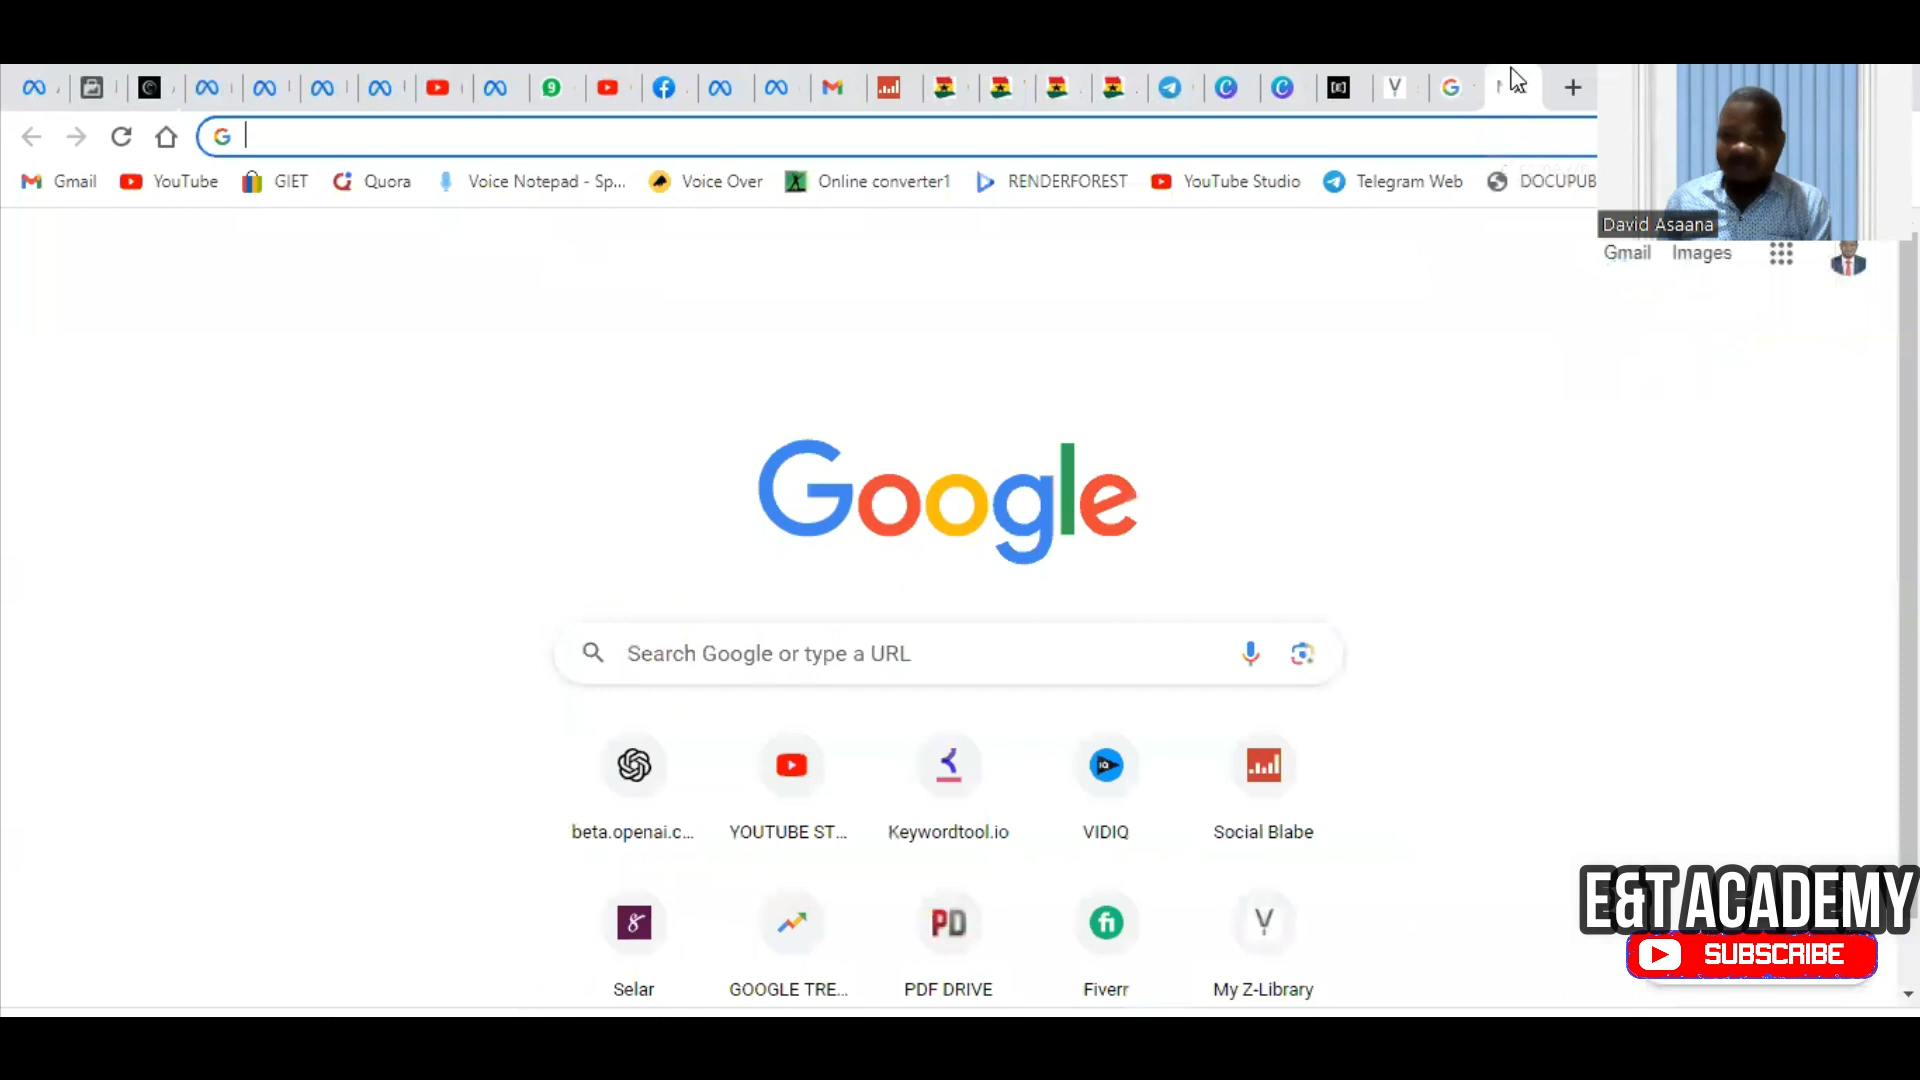 Gmail YouTube GIET Quora Voice Notepad - Sp... Voice Over Online converter1 RENDERFOREST YouTube Studio Telegram Web DOCUPUB
David Asaana
Gmail Images
Google
Search Google or type a URL
beta.openai.c... YOUTUBE ST... Keywordtool.io VIDIQ Social Blabe
PD
Selar GOOGLE TRE... PDF DRIVE Fiverr My Z-Library
E&T ACADEMY
SUBSCRIBE